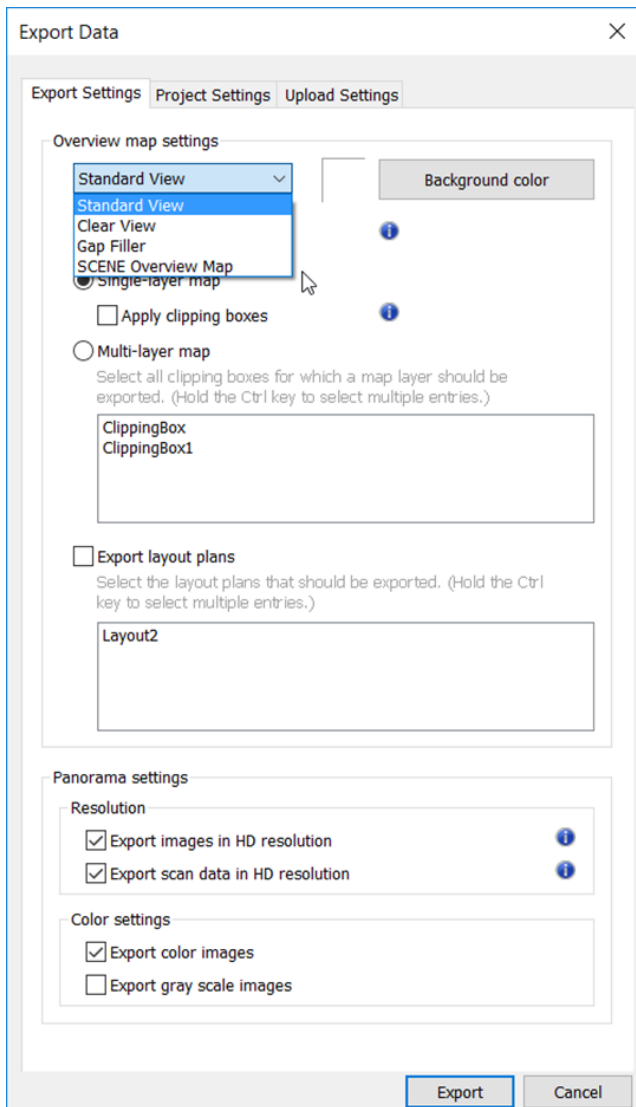 Export Data
Export Settings Project Settings Upload Settings
Overview map settings
Standard View
Background color
Standard View
Clear View
Gap Filler
SCENE Overview Map
Single-layer map
Apply clipping boxes
Multi-layer map
Select all clipping boxes for which a map layer should be
exported. (Hold the Ctrl key to select multiple entries.)
ClippingBox
ClippingBox1
Export layout plans
Select the layout plans that should be exported. (Hold the Ctrl
key to select multiple entries.)
Layout2
Panorama settings
Resolution
Export images in HD resolution
Export scan data in HD resolution
Color settings
Export color images
Export gray scale images
Export Cancel